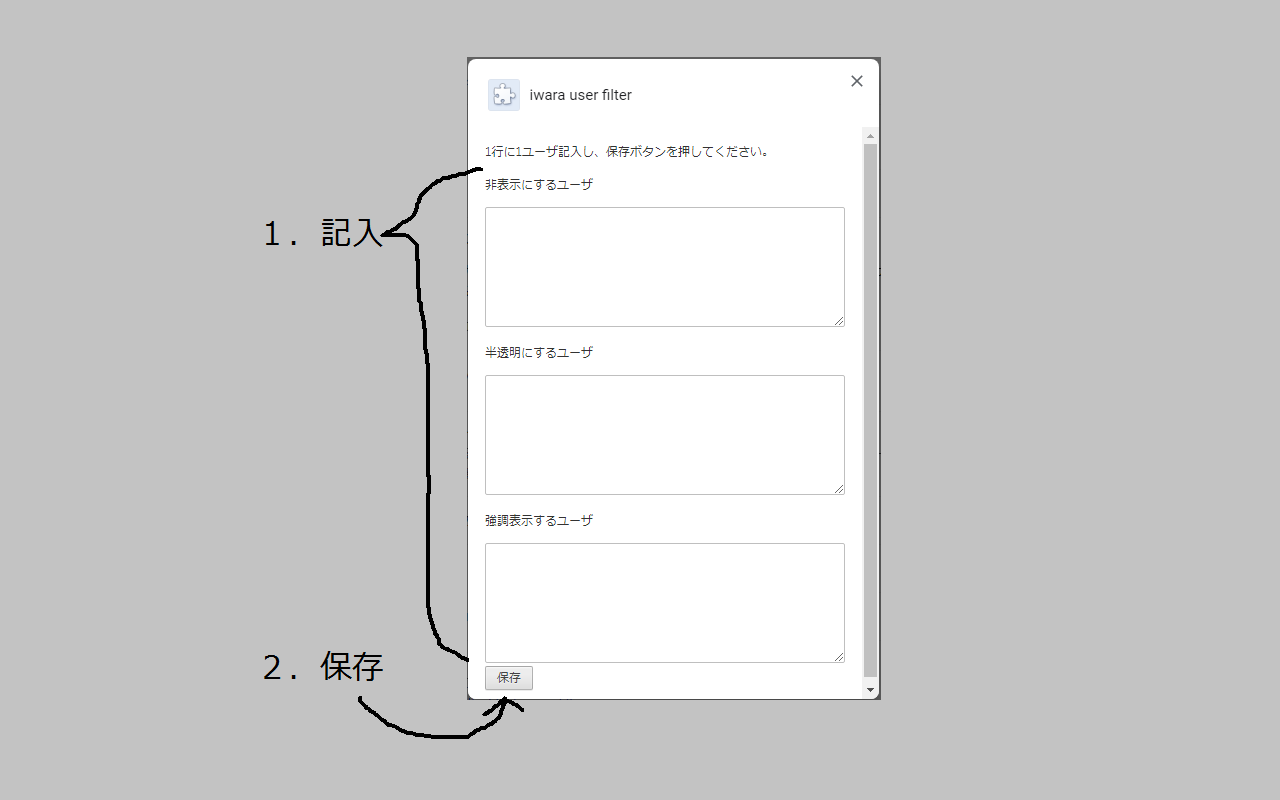 iwara user filter
1行に1ユーザ記入し、保存ボタンを押してください。
非表示にするユーザ
１．記入
半透明にするユーザ
強調表示するユーザ
２．保存
保存